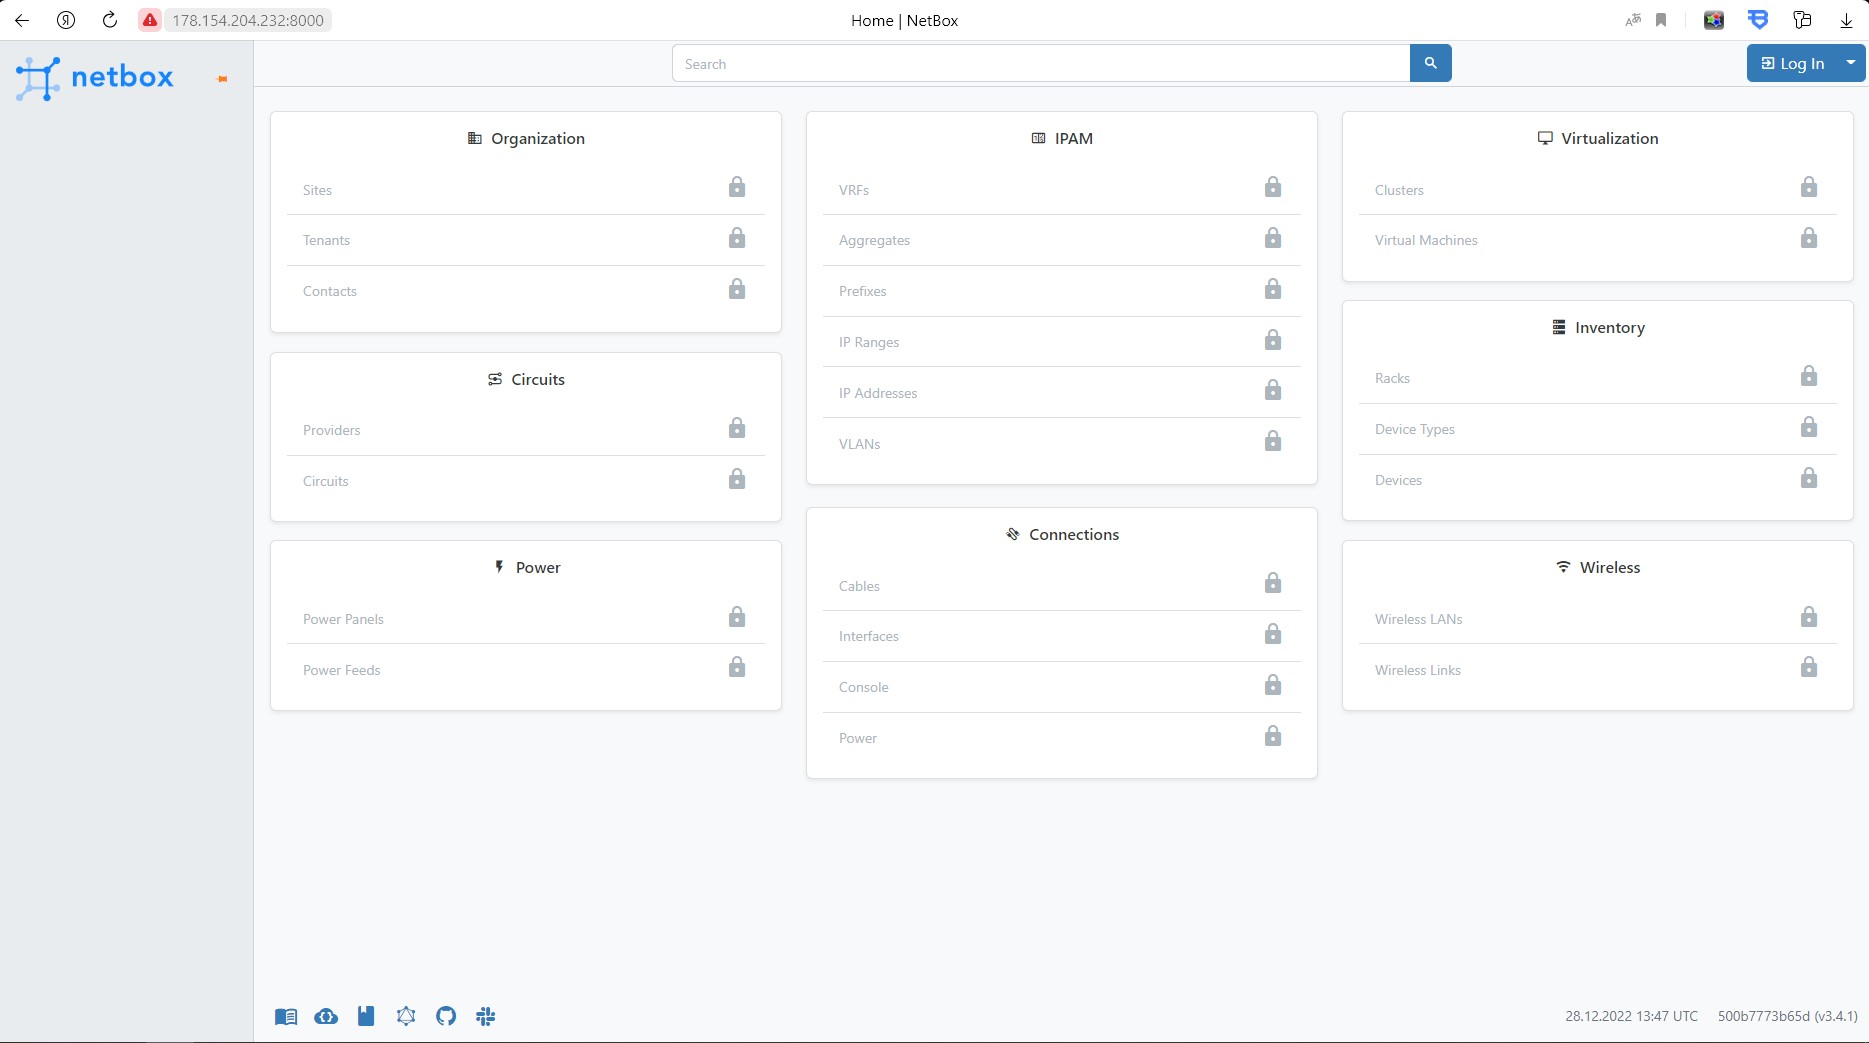 178.154.204.232:8000
Home | NetBox
netbox
Search
Log In
Organization
Sites
Tenants
Contacts
Circuits
Providers
Circuits
Power
Power Panels
Power Feeds
IPAM
VRFs
Aggregates
Prefixes
IP Ranges
IP Addresses
VLANs
Connections
Cables
Interfaces
Console
Power
Virtualization
Clusters
Virtual Machines
Inventory
Racks
Device Types
Devices
Wireless
Wireless LANs
Wireless Links
28.12.2022 13:47 UTC 500b7773b65d (v3.4.1)